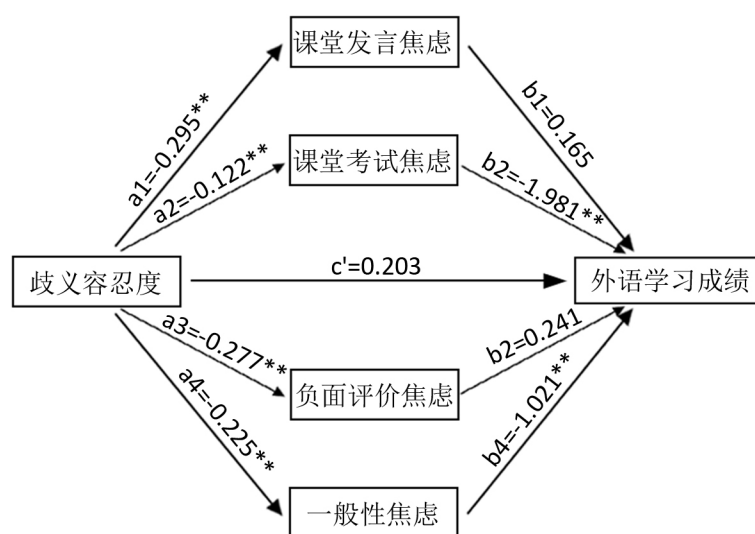 课堂发言焦虑
a1=-0.295**
b1=0.165
课堂考试焦虑
a2=-0.122**
b2=-1.981**
歧义容忍度
c'=0.203
外语学习成绩
a3=-0.277**
b2=0.241
负面评价焦虑
a4=-0.225**
b4=-1.021**
一般性焦虑